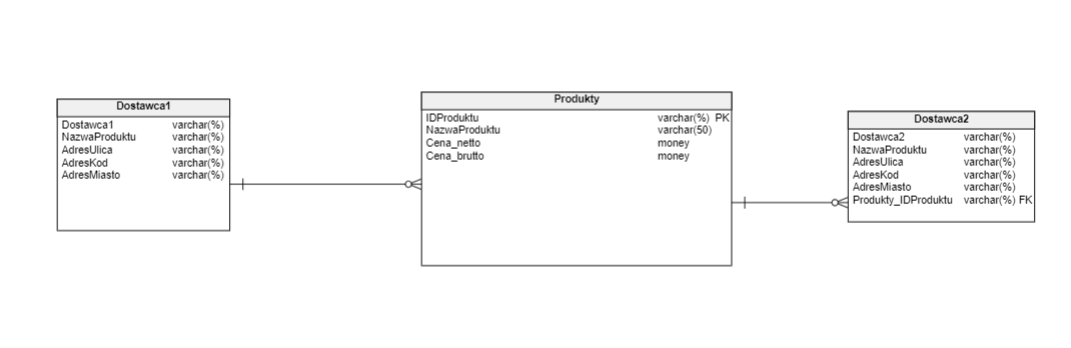 Dostawca1
Dostawca1 varchar(%)
NazwaProduktu varchar(%)
AdresUlica varchar(%)
AdresKod varchar(%)
AdresMiasto varchar(%)
Produkty
IDProduktu varchar(%) PK
NazwaProduktu varchar(50)
Cena_netto money
Cena_brutto money
Dostawca2
Dostawca2 varchar(%)
NazwaProduktu varchar(%)
AdresUlica varchar(%)
AdresKod varchar(%)
AdresMiasto varchar(%)
Produkty_IDProduktu varchar(%) FK